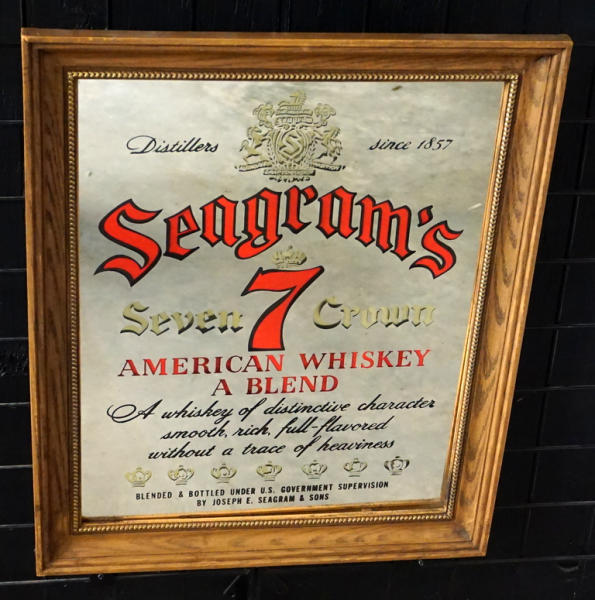 Distillers since 1857
Seagram's
7
Seven Crown
AMERICAN WHISKEY
A BLEND
A whiskey of distinctive character
smooth, rich, full-flavored
without a trace of heaviness
BLENDED & BOTTLED UNDER U.S. GOVERNMENT SUPERVISION
BY JOSEPH E. SEAGRAM & SONS